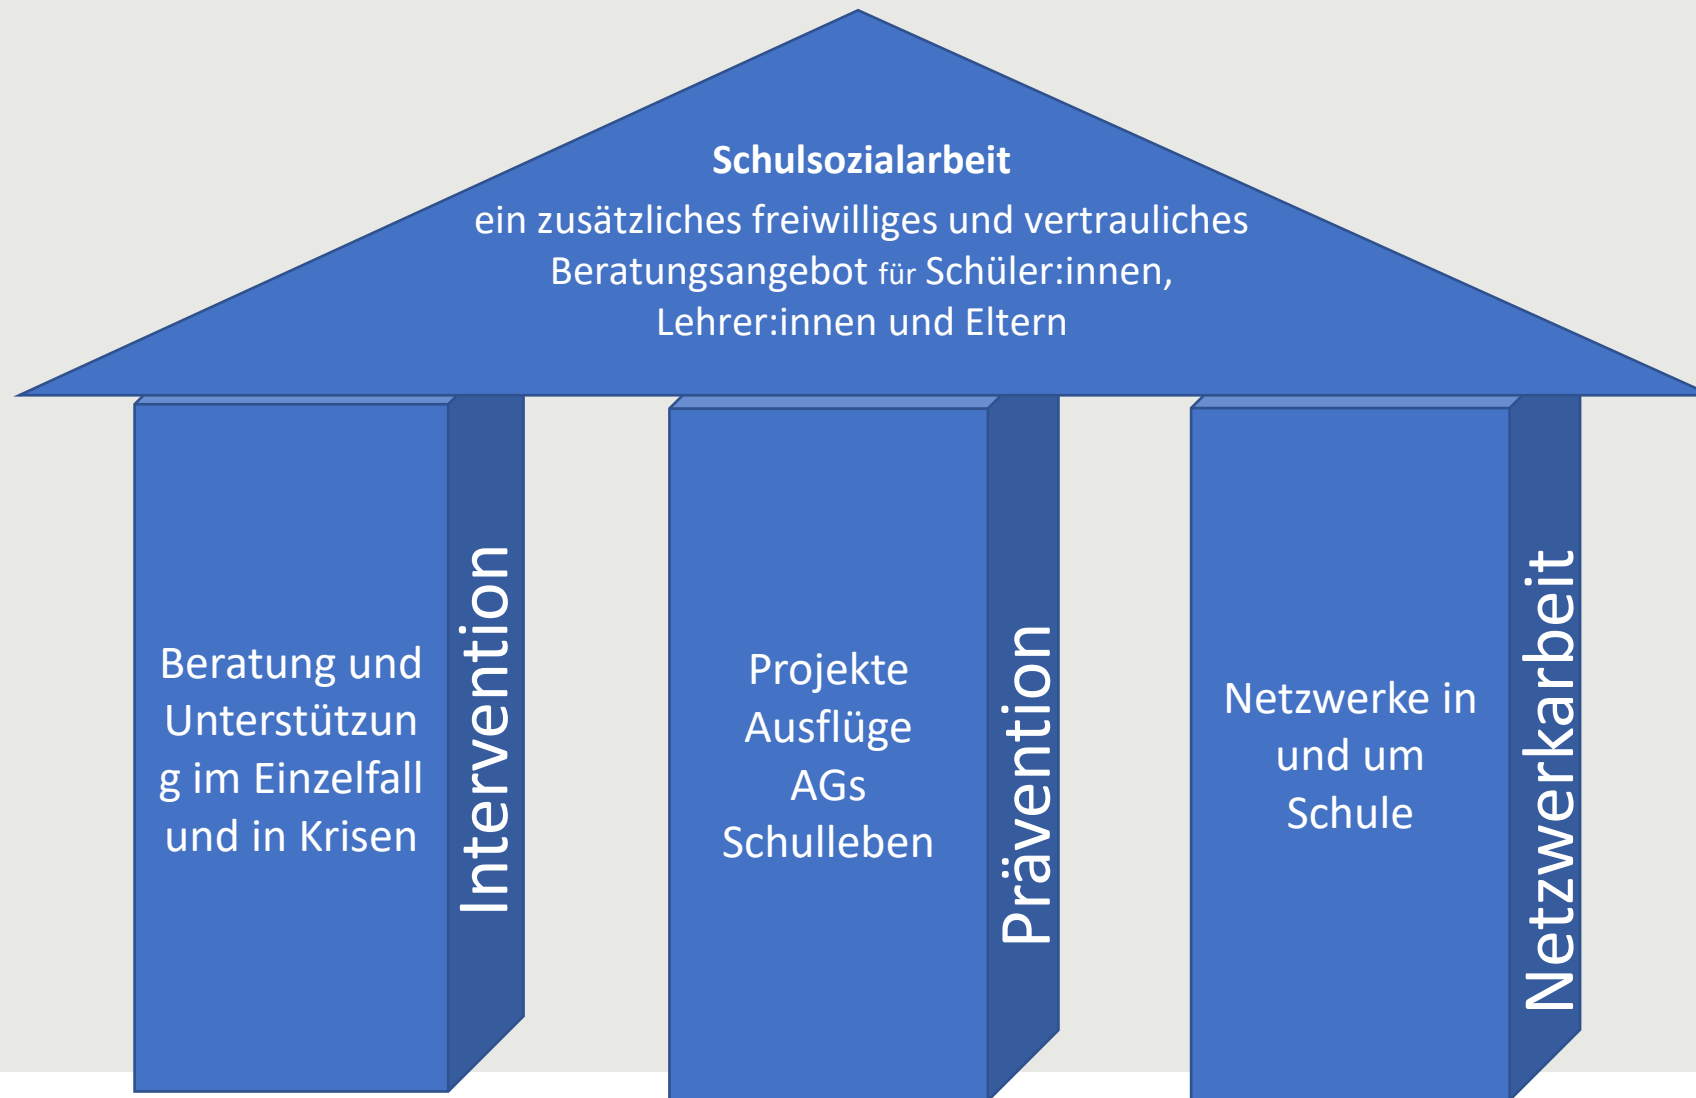 Schulsozialarbeit
ein zusätzliches freiwilliges und vertrauliches
Beratungsangebot für Schüler:innen,
Lehrer:innen und Eltern
Beratung und
Unterstützun
g im Einzelfall
und in Krisen
Intervention
Projekte
Ausflüge
AGs
Schulleben
Prävention
Netzwerke in
und um
Schule
Netzwerkarbeit